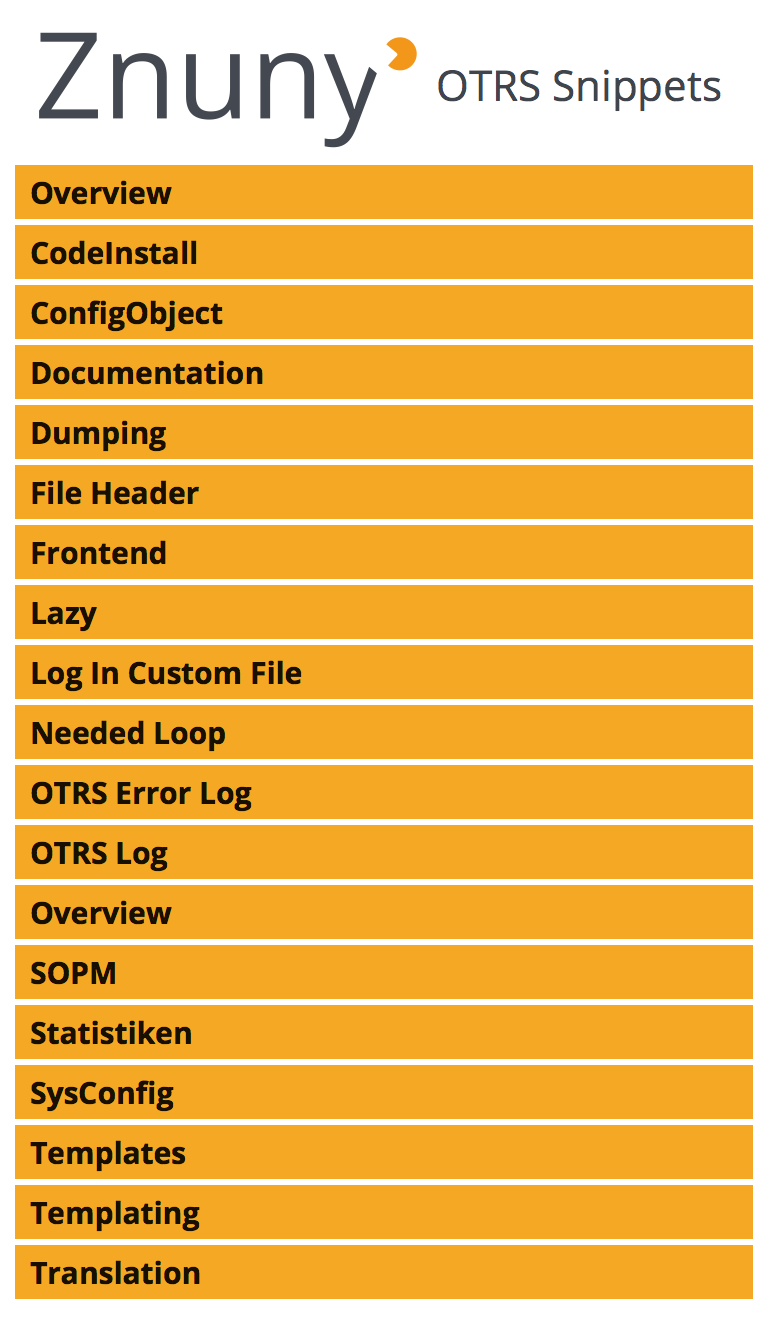 Znuny OTRS Snippets
Overview
CodeInstall
ConfigObject
Documentation
Dumping
File Header
Frontend
Lazy
Log In Custom File
Needed Loop
OTRS Error Log
OTRS Log
Overview
SOPM
Statistiken
SysConfig
Templates
Templating
Translation